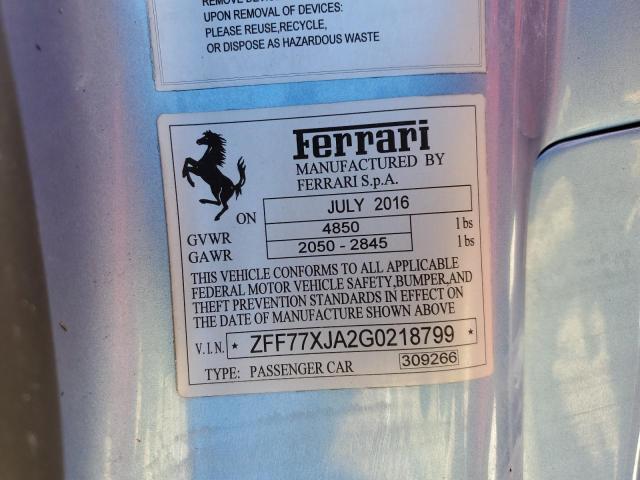 UPON REMOVAL OF DEVICES:
PLEASE REUSE,RECYCLE,
OR DISPOSE AS HAZARDOUS WASTE
Ferrari
MANUFACTURED BY
FERRARI S.p.A.
ON JULY 2016
GVWR 4850 lbs
GAWR 2050 - 2845 lbs
THIS VEHICLE CONFORMS TO ALL APPLICABLE
FEDERAL MOTOR VEHICLE SAFETY,BUMPER,AND
THEFT PREVENTION STANDARDS IN EFFECT ON
THE DATE OF MANUFACTURE SHOWN ABOVE
V.I.N. * ZFF77XJA2G0218799 *
TYPE: PASSENGER CAR 309266